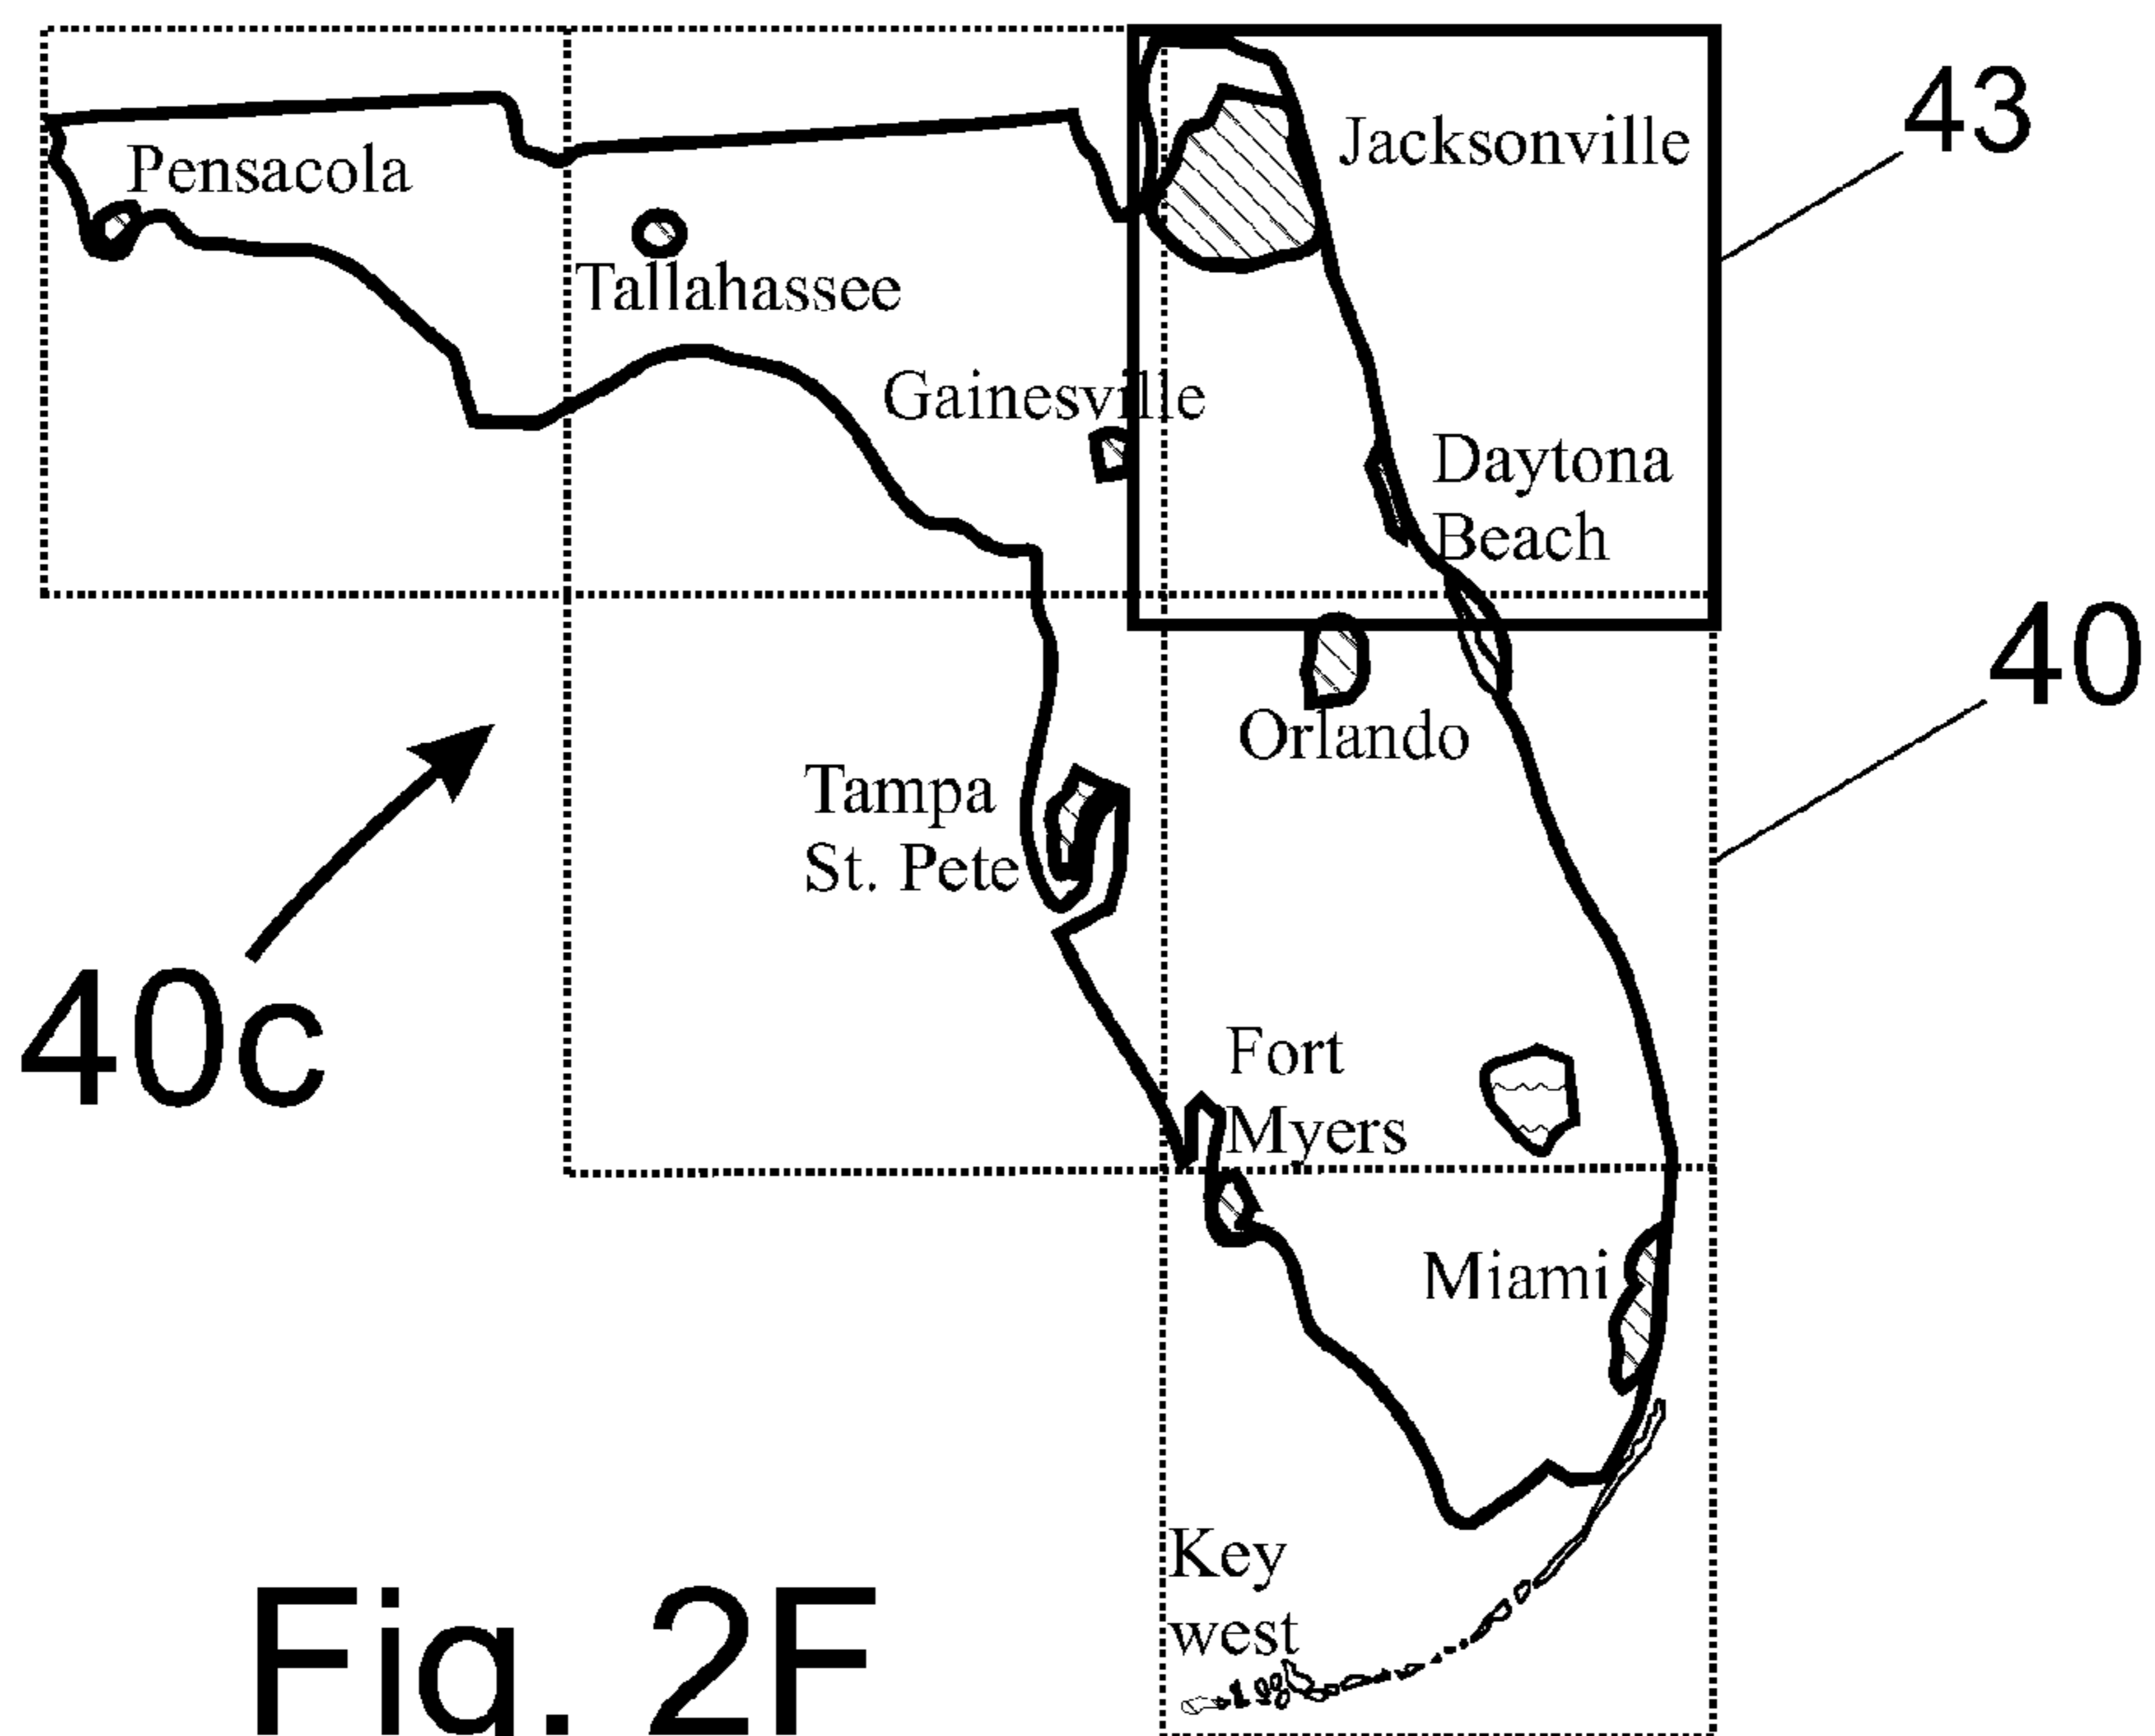 43
Jacksonville
Pensacola
Tallahassee
Gainesville
Daytona
Beach
40
Orlando
Tampa
St. Pete
40c
Fort
Myers
Miami
Key
west
Fig. 2F